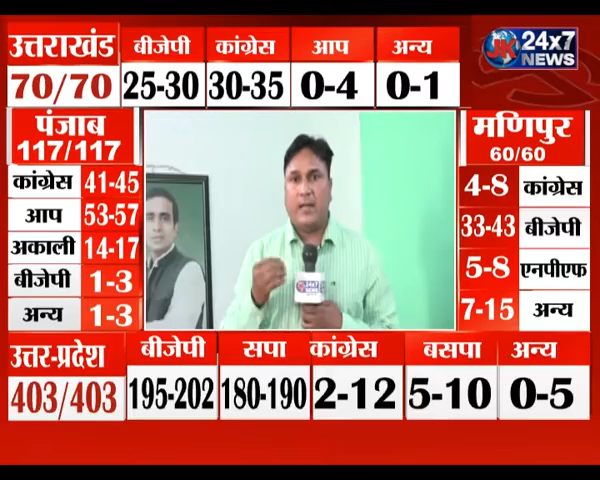 उत्तराखंड बीजेपी कांग्रेस आप अन्य
70/70 25-30 30-35 0-4 0-1
JK 24x7 NEWS
पंजाब
117/117
कांग्रेस 41-45
आप 53-57
अकाली 14-17
बीजेपी 1-3
अन्य 1-3
24x7 NEWS
मणिपुर
60/60
4-8 कांग्रेस
33-43 बीजेपी
5-8 एनपीएफ
7-15 अन्य
उत्तर-प्रदेश बीजेपी सपा कांग्रेस बसपा अन्य
403/403 195-202 180-190 2-12 5-10 0-5